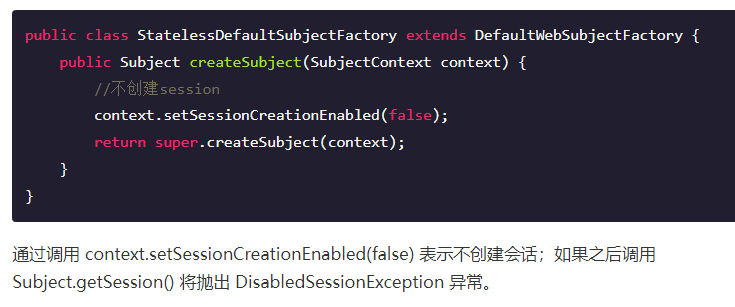 public class StatelessDefaultSubjectFactory extends DefaultWebSubjectFactory {
    public Subject createSubject(SubjectContext context) {
        //不创建session
        context.setSessionCreationEnabled(false);
        return super.createSubject(context);
    }
}
通过调用 context.setSessionCreationEnabled(false) 表示不创建会话；如果之后调用
Subject.getSession() 将抛出 DisabledSessionException 异常。